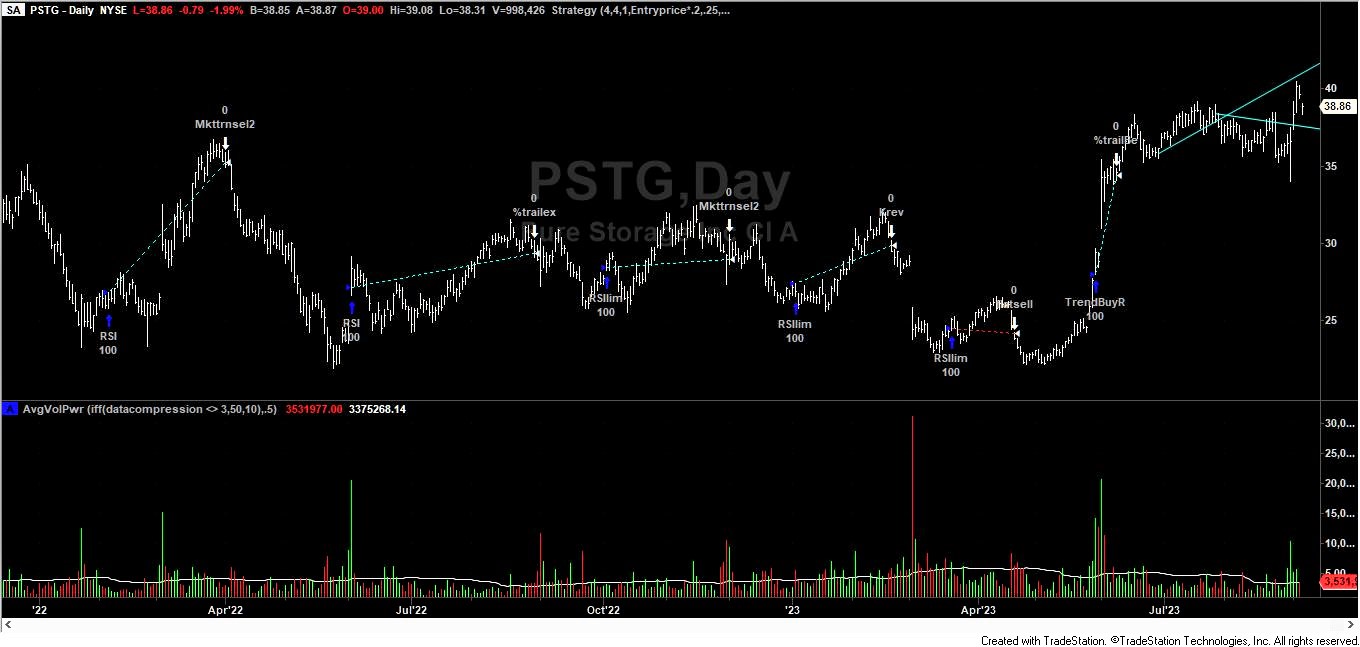 SA PSTG - Daily NYSE L=38.86 -0.79 -1.99% B=38.85 A=38.87 O=39.00 Hi=39.08 Lo=38.31 V=998,426 Strategy (4,4,1,Entryprice*.2,.25,...
PSTG,Day
Pure Storage Inc Cl A
0
Mkttrnsel2
RSI
100
RSI
100
0
%trailex
RSIlim
100
0
Mkttrnsel2
RSIlim
100
0
Krev
RSIlim
100
0
TrendBuyR
100
0
40
38.86
35
30
25
A AvgVolPwr (iff(datacompression <> 3,50,10),.5) 3531977.00 3375268.14
30,0...
25,0...
20,0...
15,0...
10,0...
5,00
3,531,9
'22 Apr'22 Jul'22 Oct'22 '23 Apr'23 Jul'23
Created with TradeStation. ©TradeStation Technologies, Inc. All rights reserved.